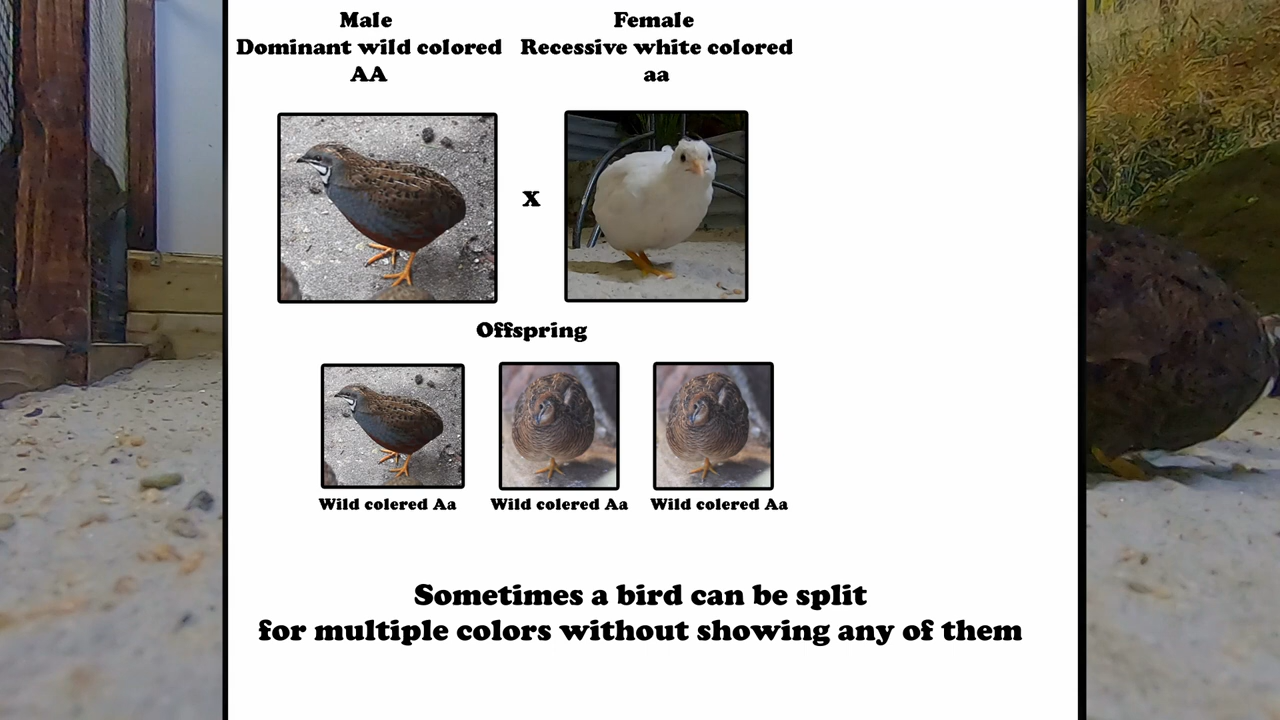 Male
Female
Dominant wild colored
Recessive white colored
AA
aa
x
Offspring
Wild colered Aa
Wild colered Aa
Wild colered Aa
Sometimes a bird can be split
for multiple colors without showing any of them